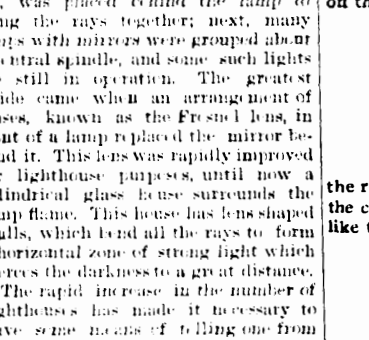 was placed behind the lamp to
ing the rays together; next, many
with mirrors were grouped about
ntral spindle, and some such lights
still in operation. The greatest
ide came when an arrangement of
ses, known as the Fresnel lens, in
nt of a lamp replaced the mirror be-
nd it. This lens was rapidly improved
lighthouse purposes, until now a
lindrical glass house surrounds the
mp flame. This house has lens shaped
alls, which bend all the rays to form
horizontal zone of strong light which
erces the darkness to a great distance.
The rapid increase in the number of
ghthouses has made it necessary to
ve some means of telling one from
on th
the r
the c
like t